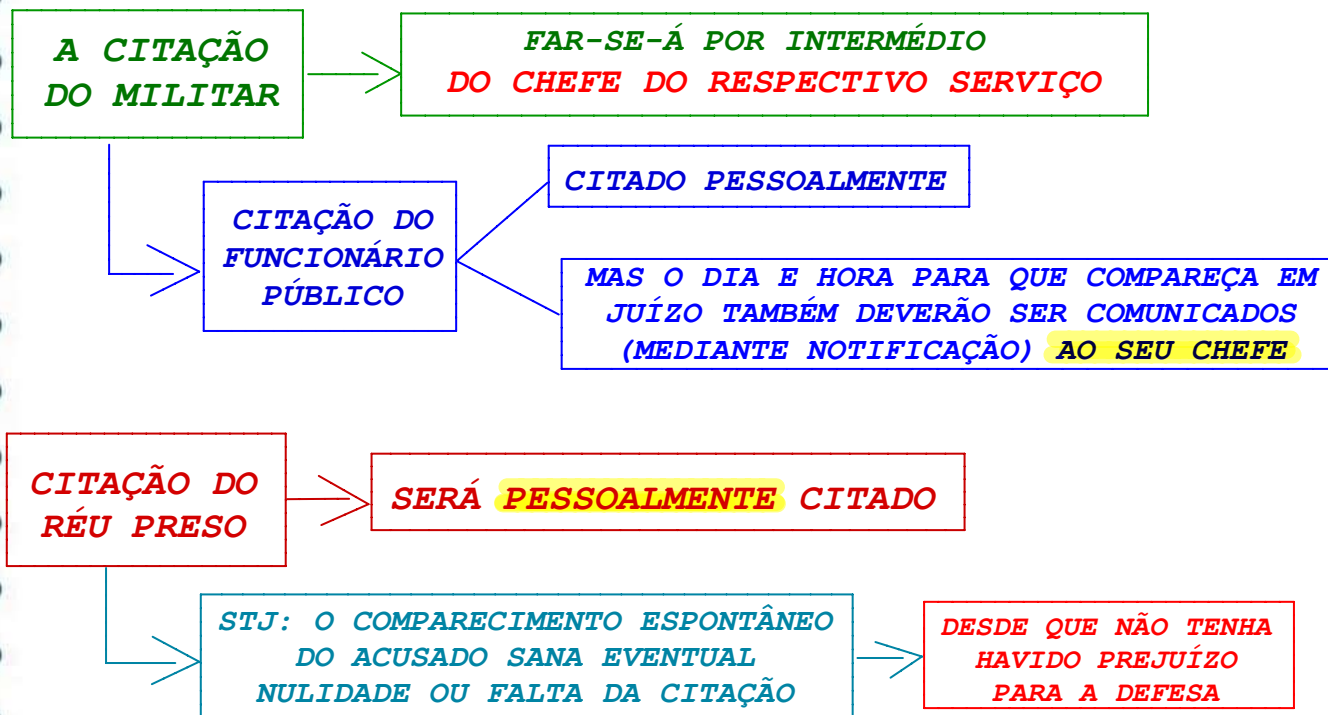 A CITAÇÃO
DO MILITAR
FAR-SE-Á POR INTERMÉDIO
DO CHEFE DO RESPECTIVO SERVIÇO
CITAÇÃO DO
FUNCIONÁRIO
PÚBLICO
CITADO PESSOALMENTE
MAS O DIA E HORA PARA QUE COMPAREÇA EM
JUÍZO TAMBÉM DEVERÃO SER COMUNICADOS
(MEDIANTE NOTIFICAÇÃO) AO SEU CHEFE
CITAÇÃO DO
RÉU PRESO
SERÁ PESSOALMENTE CITADO
STJ: O COMPARECIMENTO ESPONTÂNEO
DO ACUSADO SANA EVENTUAL
NULIDADE OU FALTA DA CITAÇÃO
DESDE QUE NÃO TENHA
HAVIDO PREJUÍZO
PARA A DEFESA